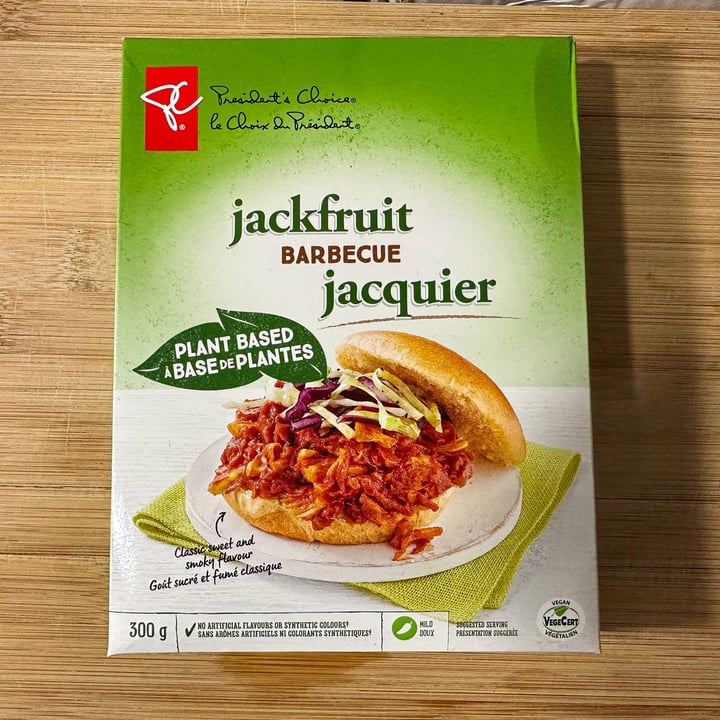 PC®
President's Choice®
le Choix du Président®
jackfruit
BARBECUE
jacquier
PLANT BASED
À BASE DE PLANTES
Classic sweet and
smoky flavour
Goût sucré et fumé classique
300 g
✓ NO ARTIFICIAL FLAVOURS OR SYNTHETIC COLOURS‡
SANS ARÔMES ARTIFICIELS NI COLORANTS SYNTHÉTIQUES‡
MILD
DOUX
SUGGESTED SERVING
PRÉSENTATION SUGGÉRÉE
VEGAN
VEGECERT
VÉGÉTALIEN